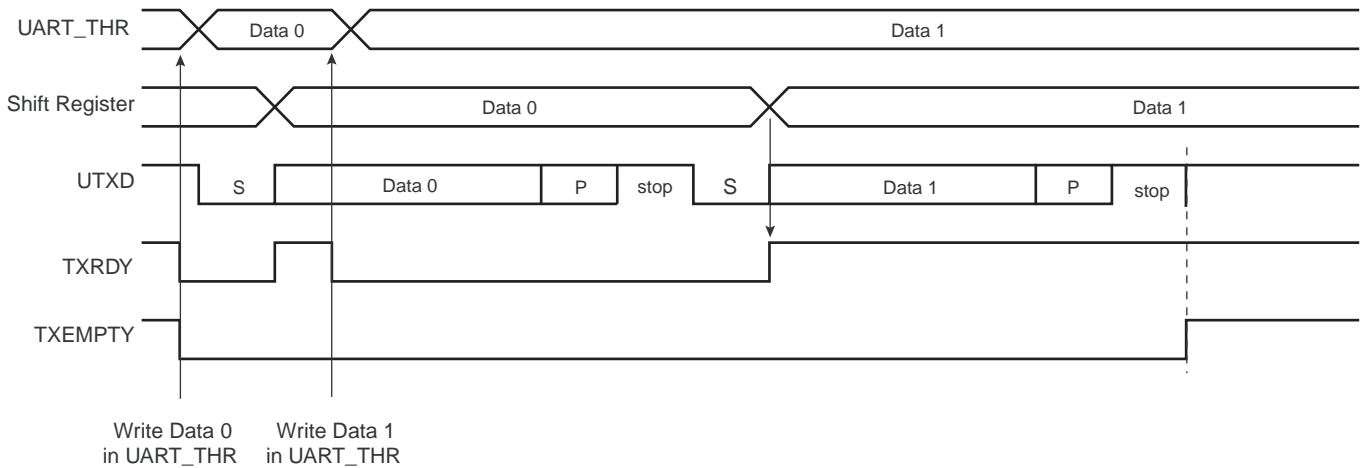 UART_THR
Data 0
Data 1
Shift Register
Data 0
Data 1
UTXD
S
Data 0
P
stop
S
Data 1
P
stop
TXRDY
TXEMPTY
Write Data 0
in UART_THR
Write Data 1
in UART_THR